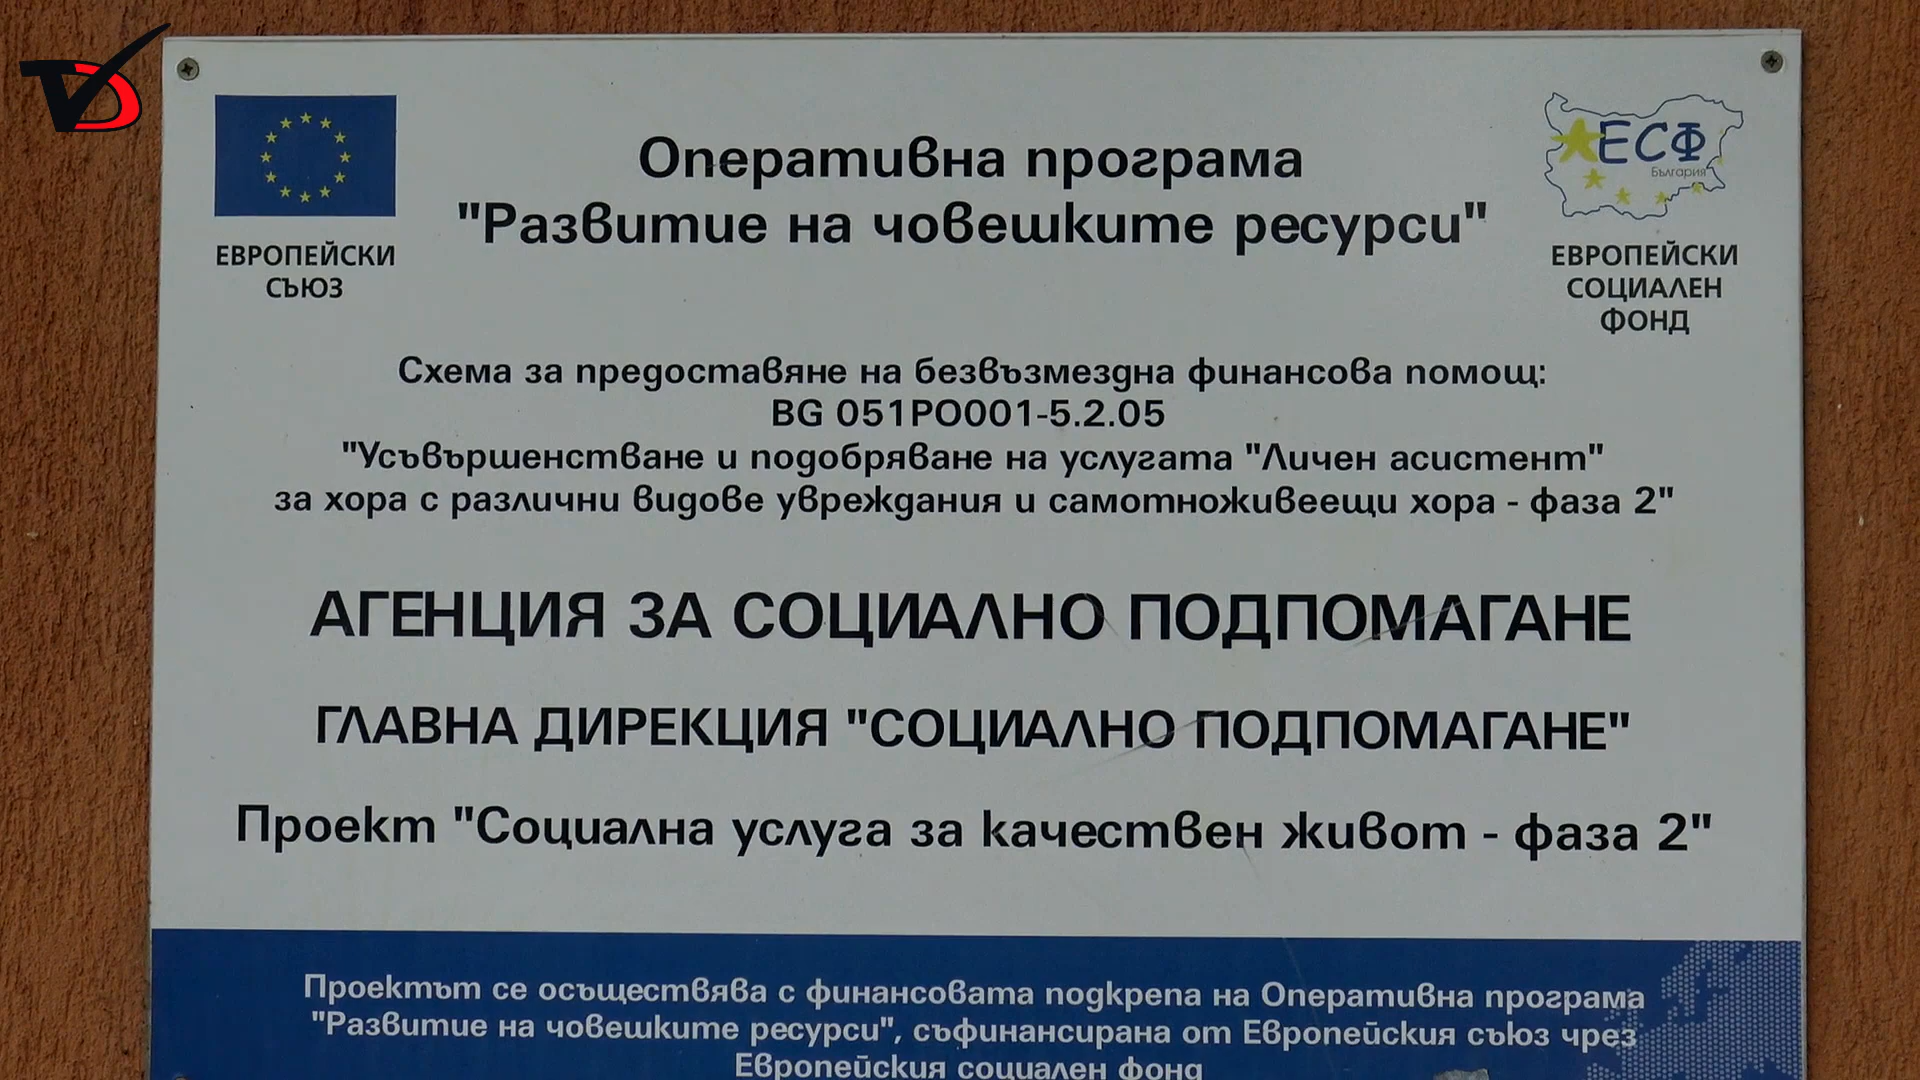 Оперативна програма
"Развитие на човешките ресурси"
ЕВРОПЕЙСКИ
СЪЮЗ
ЕСФ
България
ЕВРОПЕЙСКИ
СОЦИАЛЕН
ФОНД
Схема за предоставяне на безвъзмездна финансова помощ:
BG 051PO001-5.2.05
"Усъвършенстване и подобряване на услугата "Личен асистент"
за хора с различни видове увреждания и самотноживеещи хора - фаза 2"
АГЕНЦИЯ ЗА СОЦИАЛНО ПОДПОМАГАНЕ
ГЛАВНА ДИРЕКЦИЯ "СОЦИАЛНО ПОДПОМАГАНЕ"
Проект "Социална услуга за качествен живот - фаза 2"
Проектът се осъществява с финансовата подкрепа на Оперативна програма
"Развитие на човешките ресурси", съфинансирана от Европейския съюз чрез
Европейския социален фонд